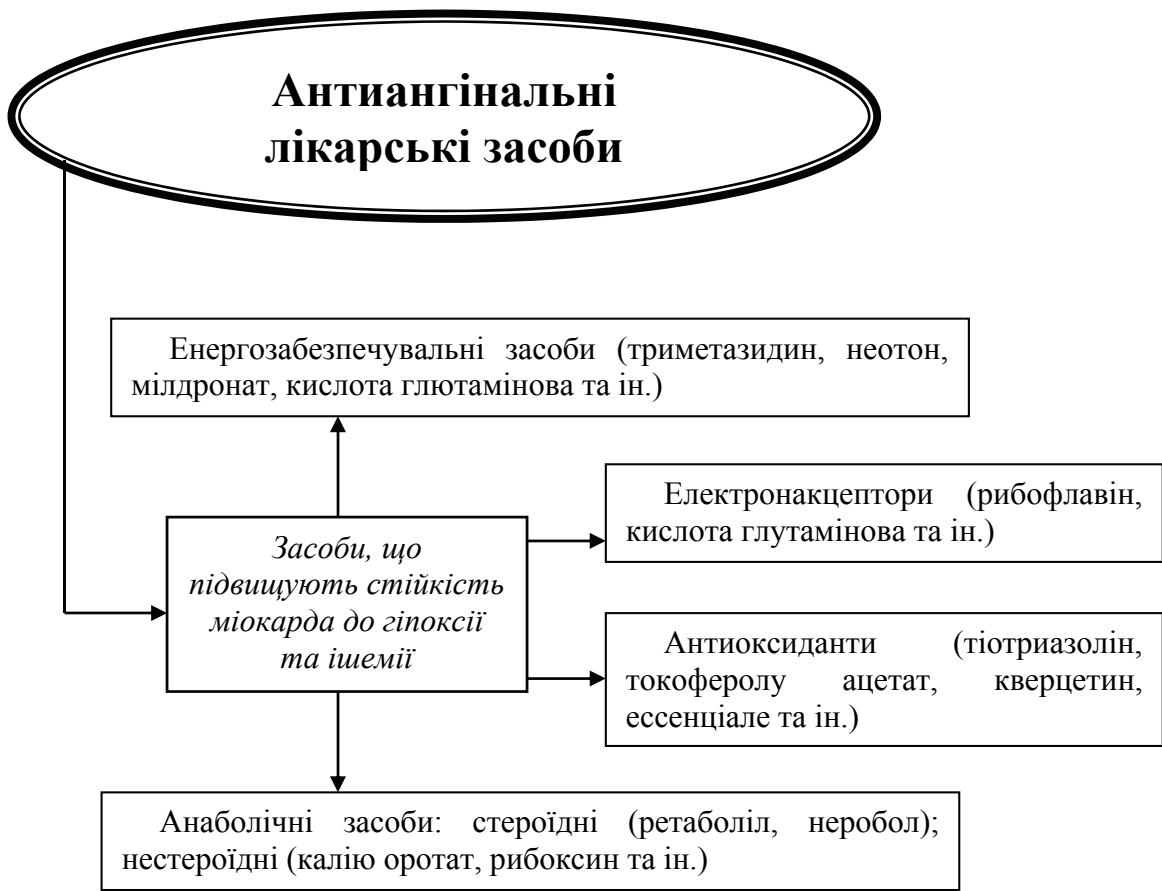 Антиангінальні
лікарські засоби
Енергозабезпечувальні засоби (триметазидин, неотон,
мілдронат, кислота глютамінова та ін.)
Електронакцептори (рибофлавін,
кислота глутамінова та ін.)
Засоби, що
підвищують стійкість
міокарда до гіпоксії
та ішемії
Антиоксиданти (тіотриазолін,
токоферолу ацетат, кверцетин,
ессенціале та ін.)
Анаболічні засоби: стероїдні (ретаболіл, неробол);
нестероїдні (калію оротат, рибоксин та ін.)